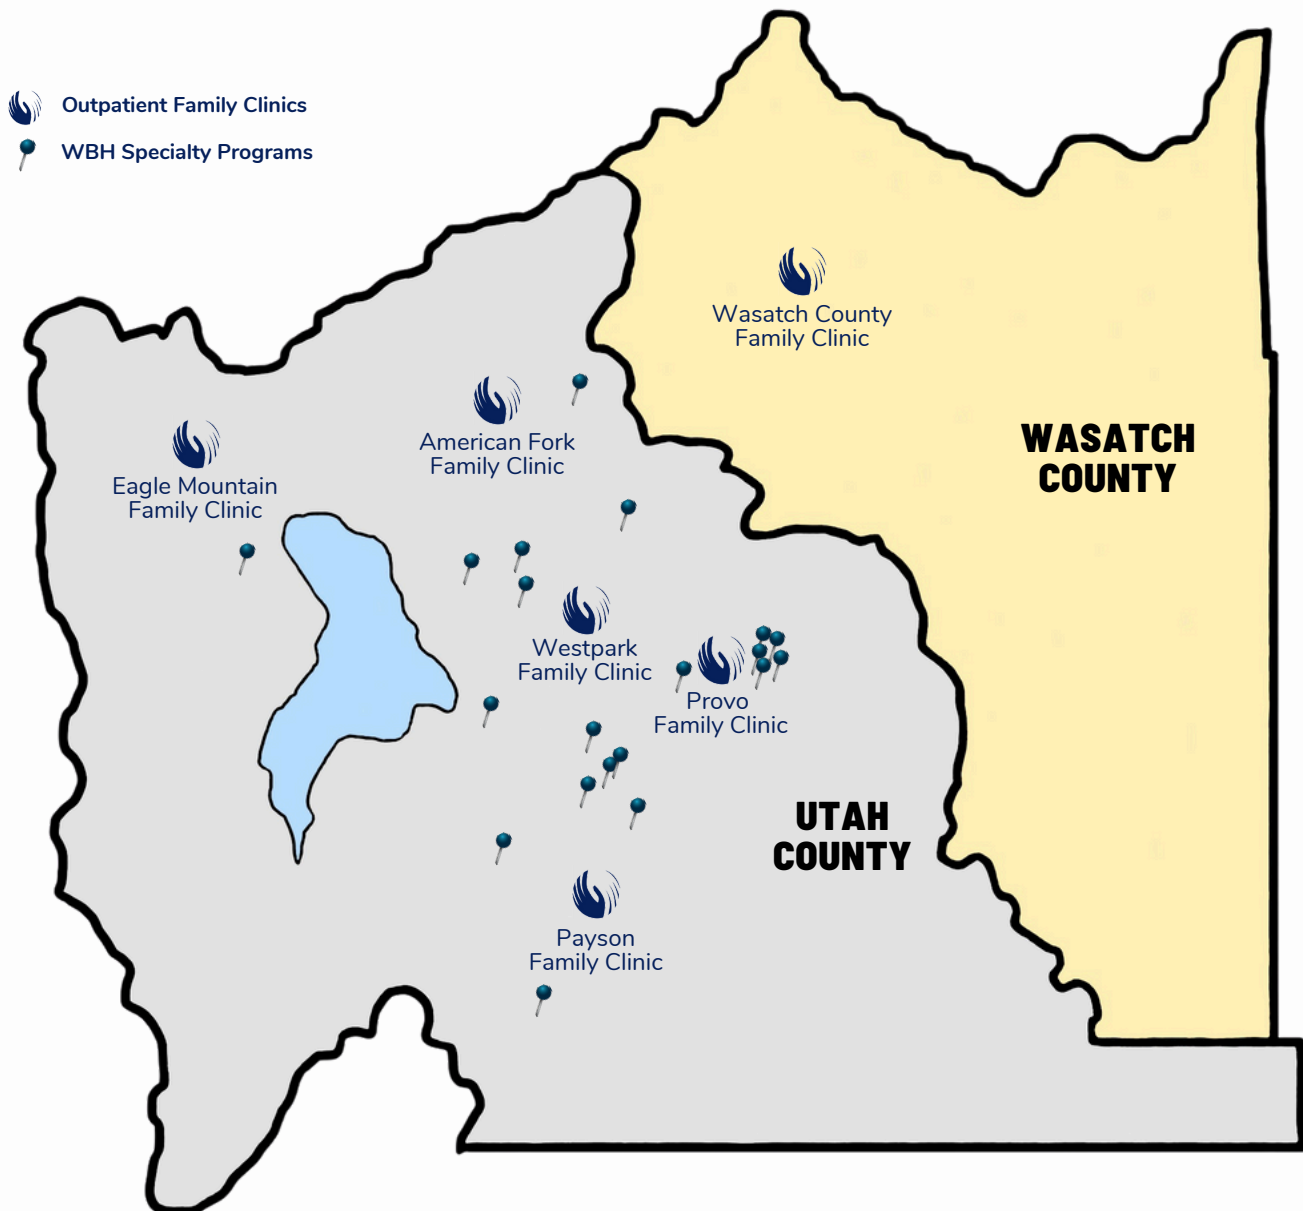 Outpatient Family Clinics
WBH Specialty Programs
Wasatch County
Family Clinic
WASATCH
COUNTY
American Fork
Family Clinic
Eagle Mountain
Family Clinic
Westpark
Family Clinic
Provo
Family Clinic
UTAH
COUNTY
Payson
Family Clinic